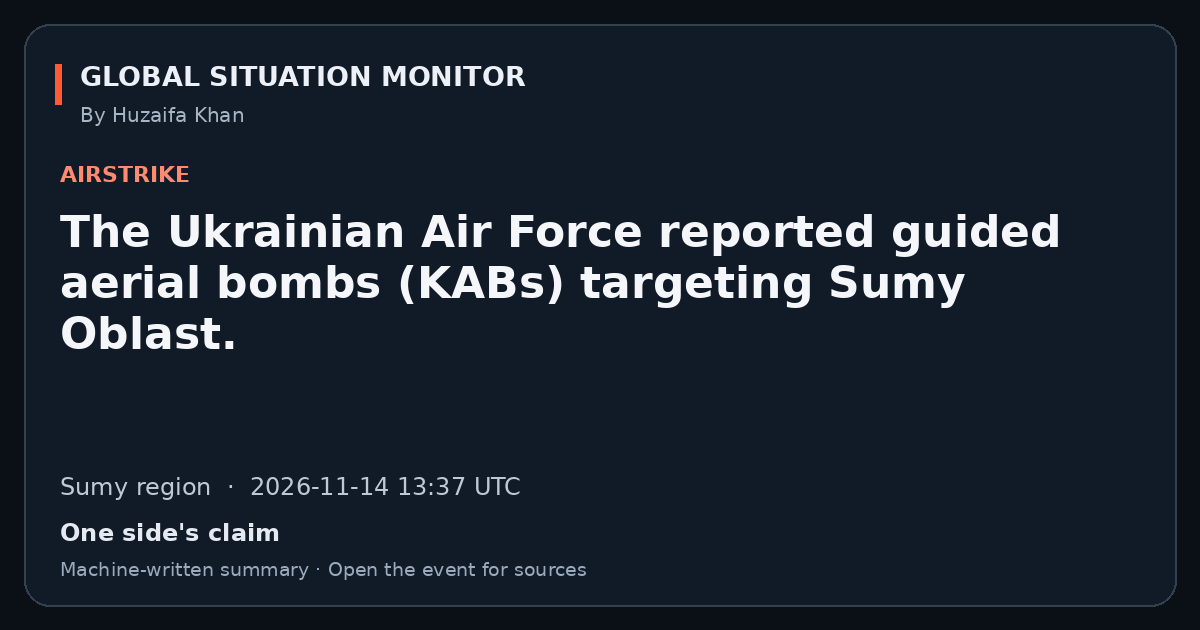 GLOBAL SITUATION MONITOR
By Huzaifa Khan
AIRSTRIKE
The Ukrainian Air Force reported guided
aerial bombs (KABs) targeting Sumy
Oblast.
Sumy region · 2026-11-14 13:37 UTC
One side's claim
Machine-written summary · Open the event for sources